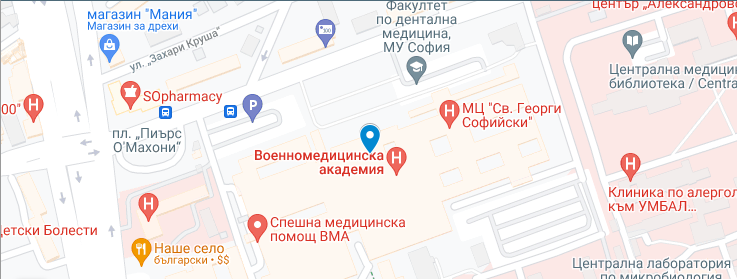 магазин "Мания"
Магазин за дрехи
ул. „Захари Круша"
Факултет
по дентална
медицина,
МУ София
център „Александровс
Централна медици
библиотека / Centra
SOpharmacy
00"
P
пл. „Пиърс
О'Махони"
МЦ "Св. Георги
Софийски"
Военномедицинска
академия
Клиника по алергол
към УМБАЛ...
Спешна медицинска
помощ ВМА
детски Болести
Наше село
български • $$
Централна лаборатория
по микробиология